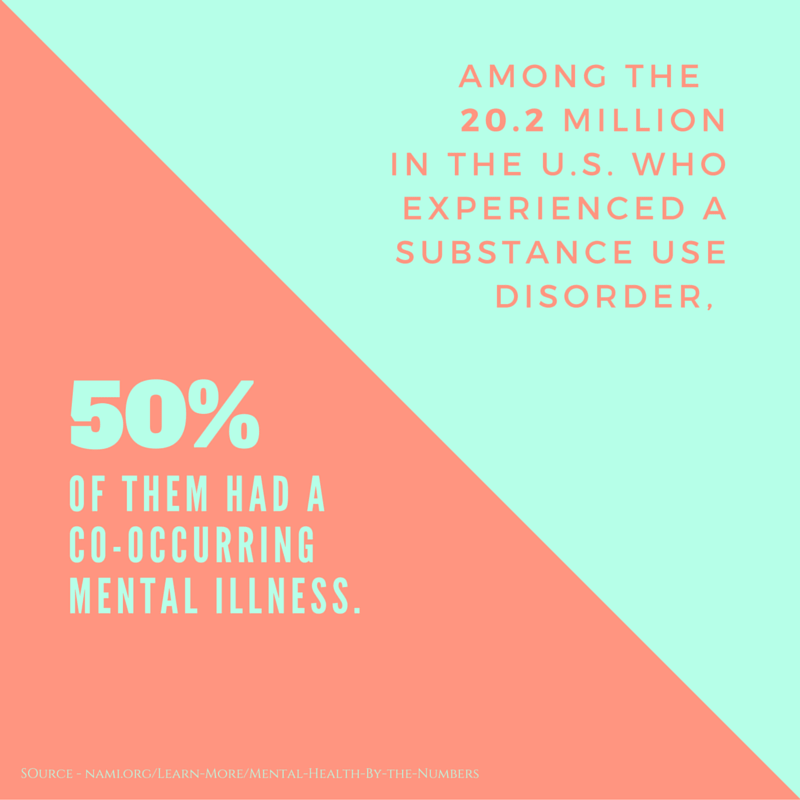 AMONG THE
20.2 MILLION
IN THE U.S. WHO
EXPERIENCED A
SUBSTANCE USE
DISORDER,
50%
OF THEM HAD A
CO-OCCURRING
MENTAL ILLNESS.
SOurce - nami.org/Learn-More/Mental-Health-By-the-Numbers